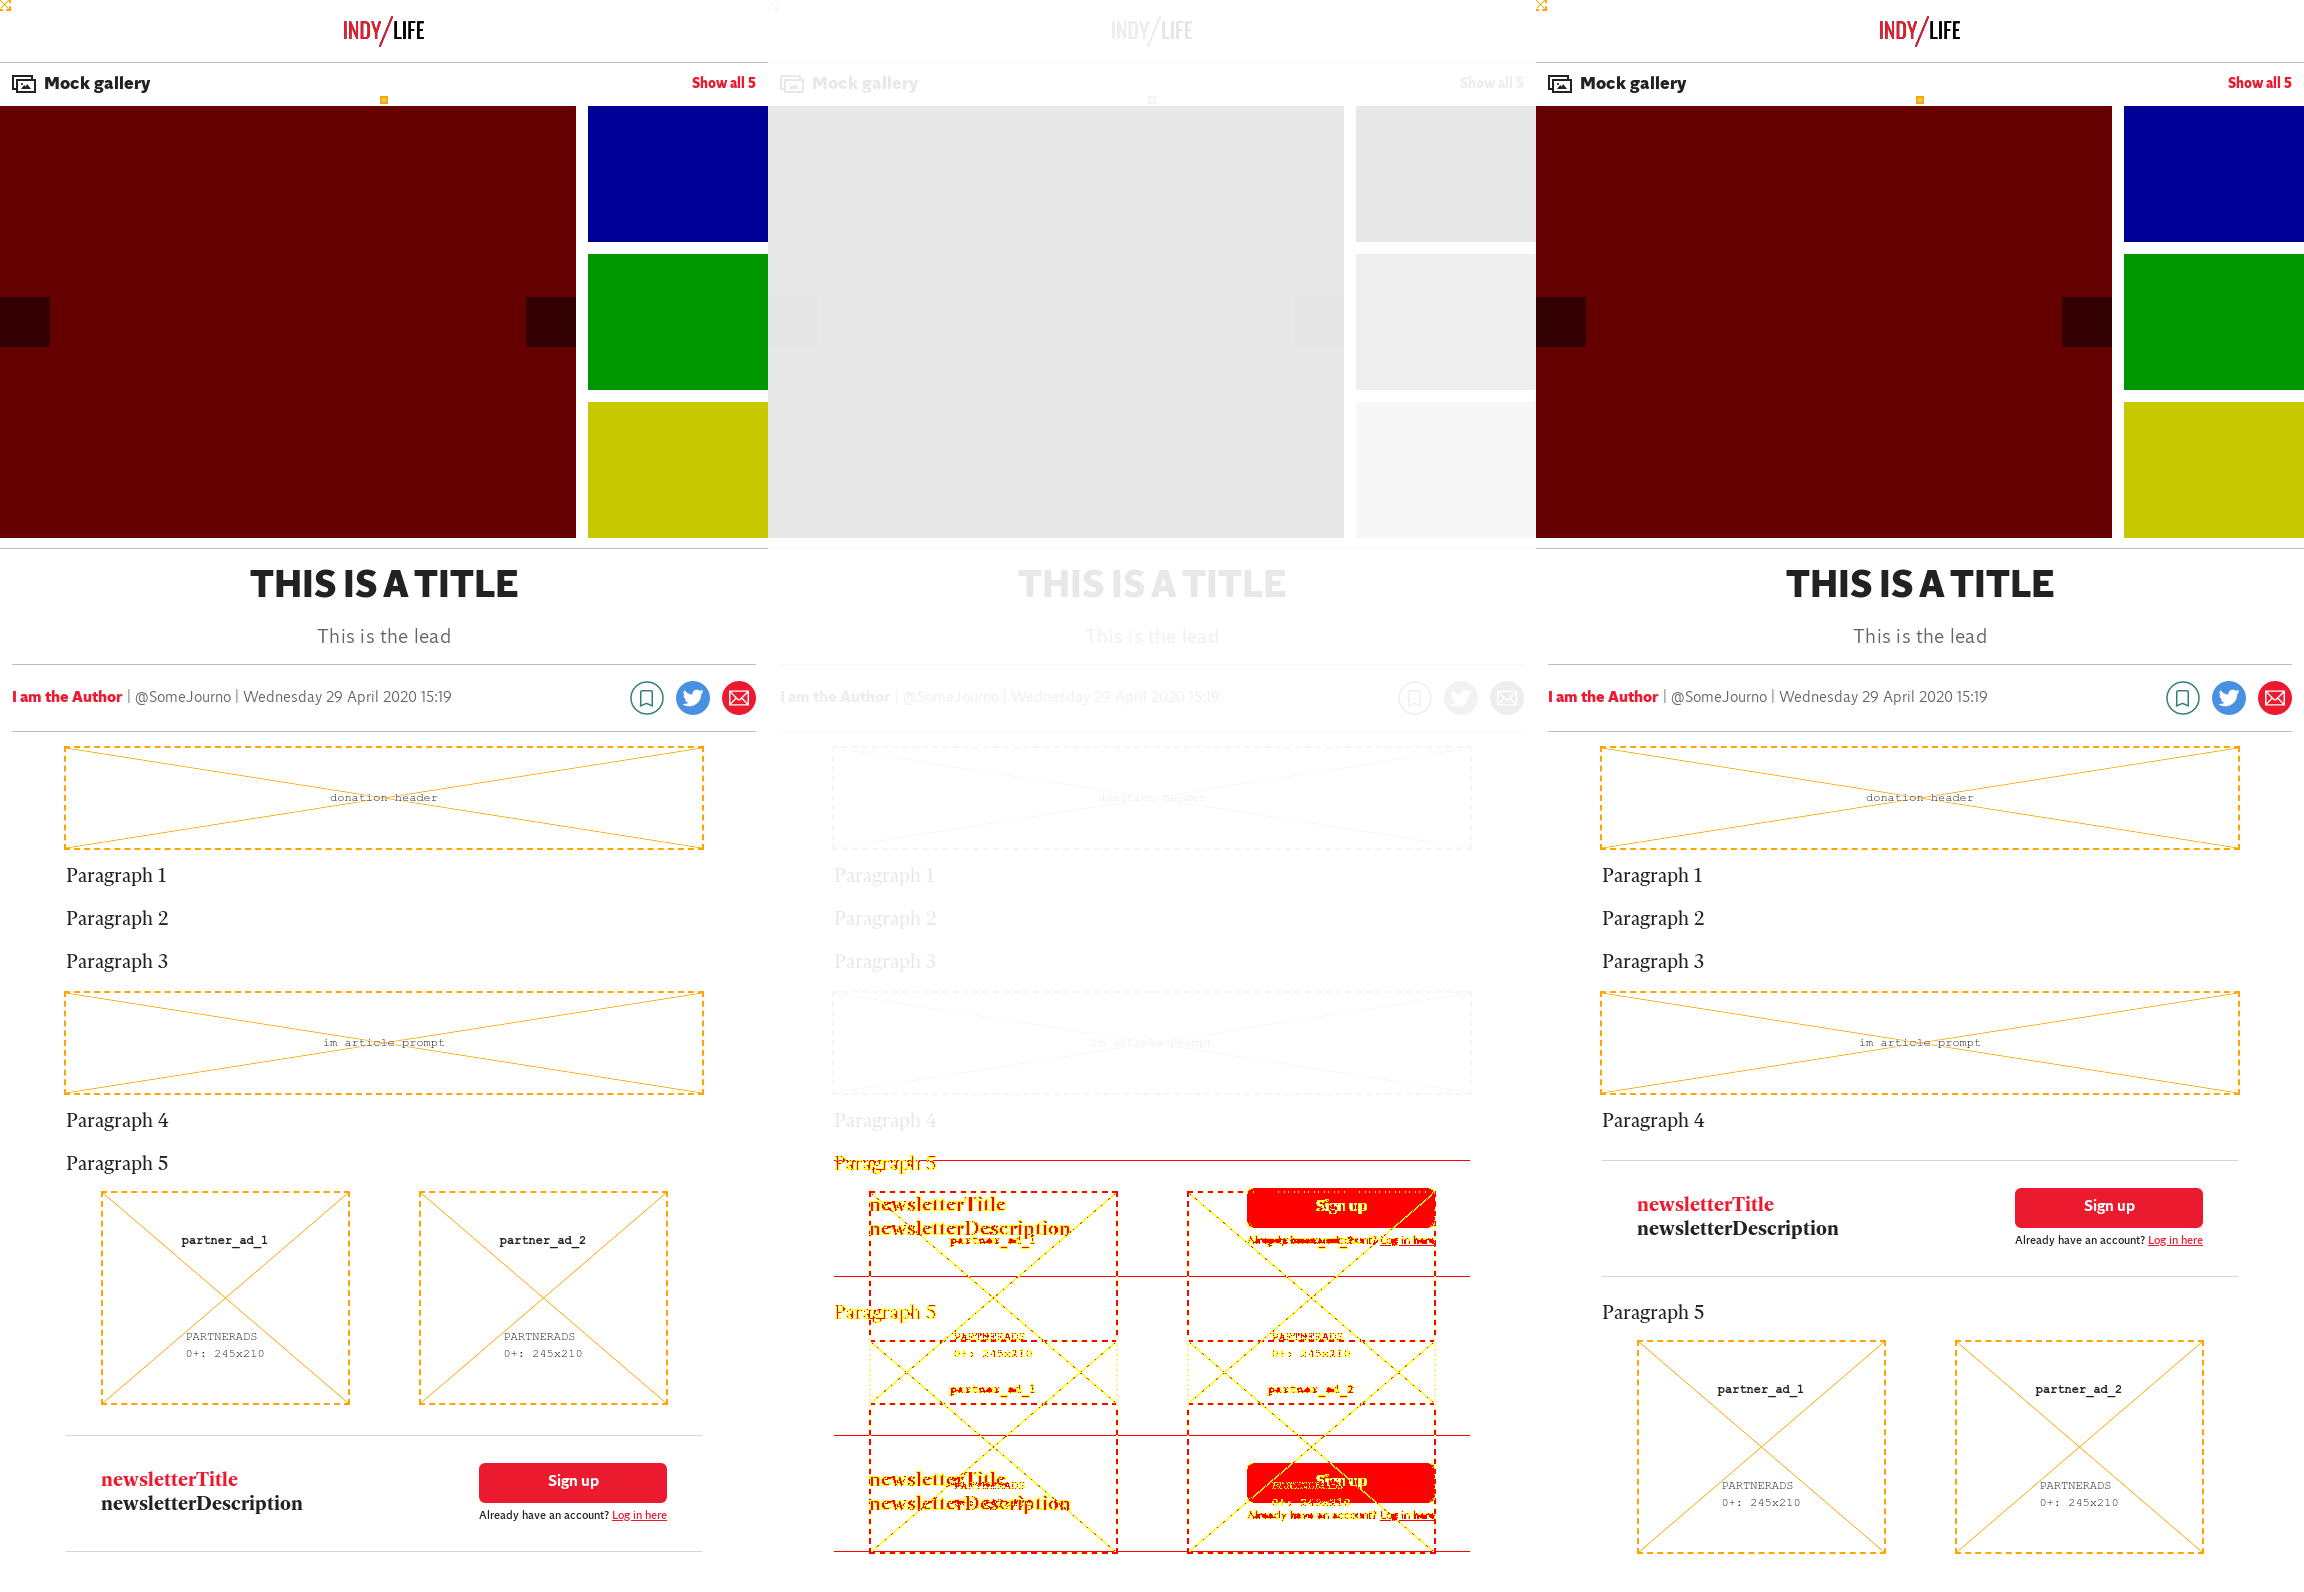 INDY/LIFE
Mock gallery
Show all 5
THIS IS A TITLE
This is the lead
I am the Author | @SomeJourno | Wednesday 29 April 2020 15:19
donation header
Paragraph 1
Paragraph 2
Paragraph 3
im article prompt
Paragraph 4
Paragraph 5
partner_ad_1
partner_ad_2
PARTNERADS
0+: 245x210
PARTNERADS
0+: 245x210
newsletterTitle
newsletterDescription
Sign up
Already have an account? Log in here
INDY/LIFE
Mock gallery
Show all 5
THIS IS A TITLE
This is the lead
I am the Author | @SomeJourno | Wednesday 29 April 2020 15:19
donation header
Paragraph 1
Paragraph 2
Paragraph 3
im article prompt
Paragraph 4
Paragraph 5
newsletterTitle
newsletterDescription
partner_ad_1
Sign up
Already have an account? Log in here
Paragraph 5
PARTNERADS
0+: 245x210
PARTNERADS
0+: 245x210
partner_ad_1
partner_ad_2
newsletterTitle
newsletterDescription
Sign up
Already have an account? Log in here
INDY/LIFE
Mock gallery
Show all 5
THIS IS A TITLE
This is the lead
I am the Author | @SomeJourno | Wednesday 29 April 2020 15:19
donation header
Paragraph 1
Paragraph 2
Paragraph 3
im article prompt
Paragraph 4
newsletterTitle
newsletterDescription
Sign up
Already have an account? Log in here
Paragraph 5
partner_ad_1
partner_ad_2
PARTNERADS
0+: 245x210
PARTNERADS
0+: 245x210